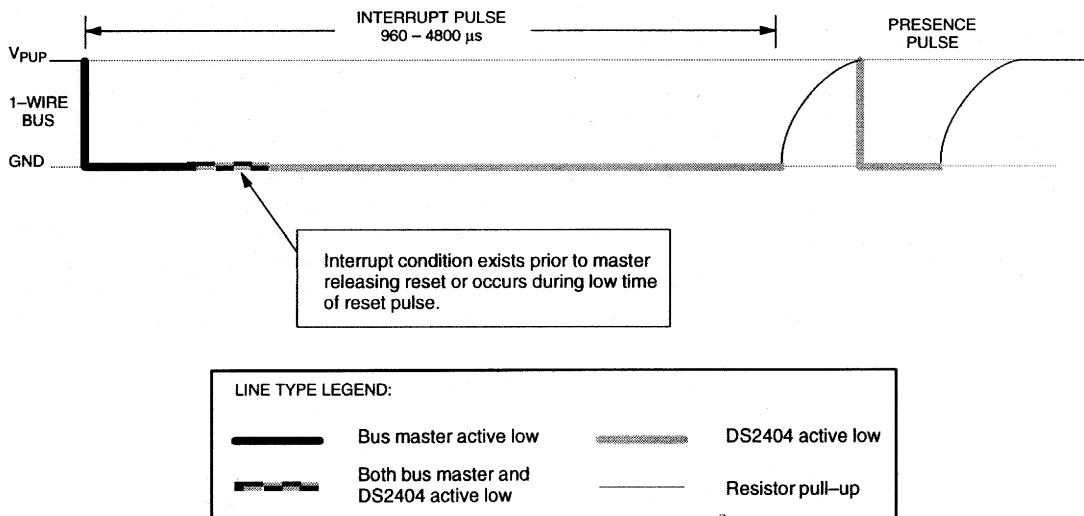 INTERRUPT PULSE
960 – 4800 µs
PRESENCE
PULSE
VPUP
1–WIRE
BUS
GND
Interrupt condition exists prior to master
releasing reset or occurs during low time
of reset pulse.
LINE TYPE LEGEND:
Bus master active low
DS2404 active low
Both bus master and
DS2404 active low
Resistor pull–up